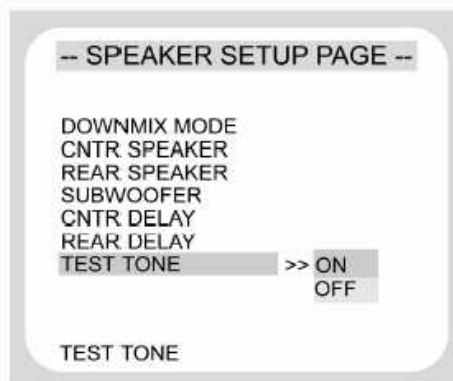 -- SPEAKER SETUP PAGE --
DOWNMIX MODE
CNTR SPEAKER
REAR SPEAKER
SUBWOOFER
CNTR DELAY
REAR DELAY
TEST TONE >> ON
OFF
TEST TONE